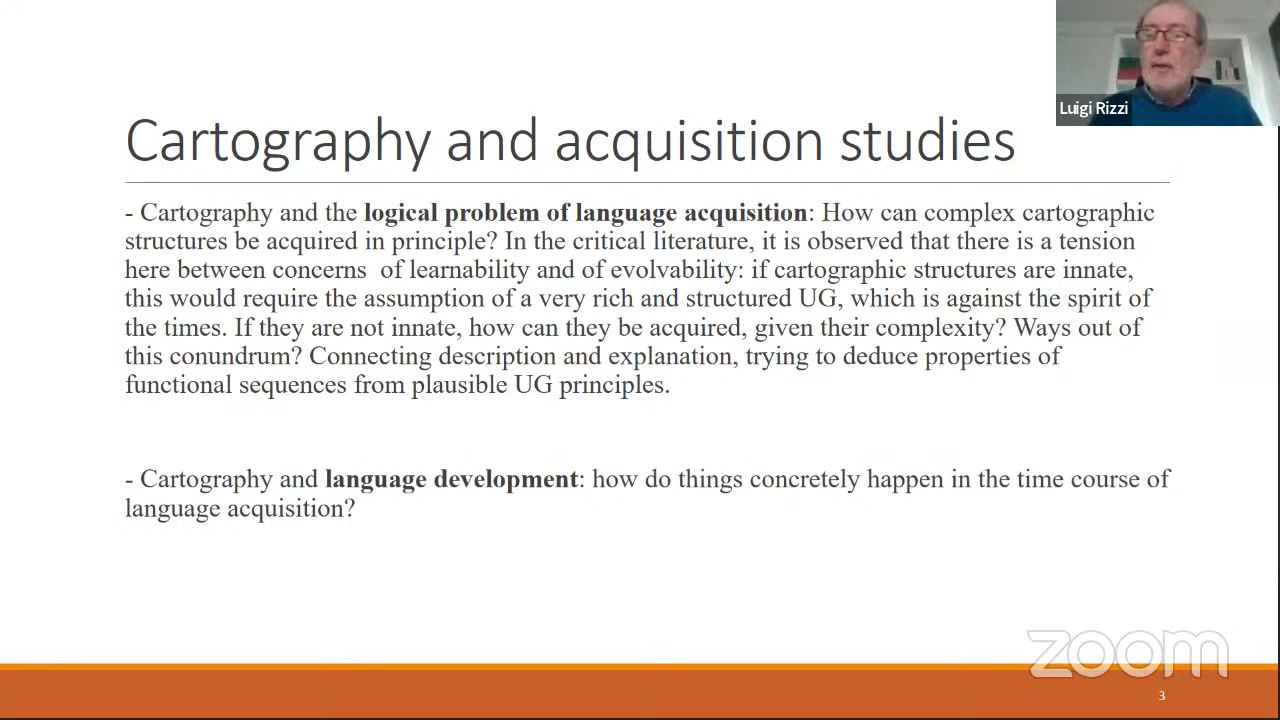 Luigi Rizzi
Cartography and acquisition studies
- Cartography and the logical problem of language acquisition: How can complex cartographic
structures be acquired in principle? In the critical literature, it is observed that there is a tension
here between concerns  of learnability and of evolvability: if cartographic structures are innate,
this would require the assumption of a very rich and structured UG, which is against the spirit of
the times. If they are not innate, how can they be acquired, given their complexity? Ways out of
this conundrum? Connecting description and explanation, trying to deduce properties of
functional sequences from plausible UG principles.
- Cartography and language development: how do things concretely happen in the time course of
language acquisition?
zoom
3